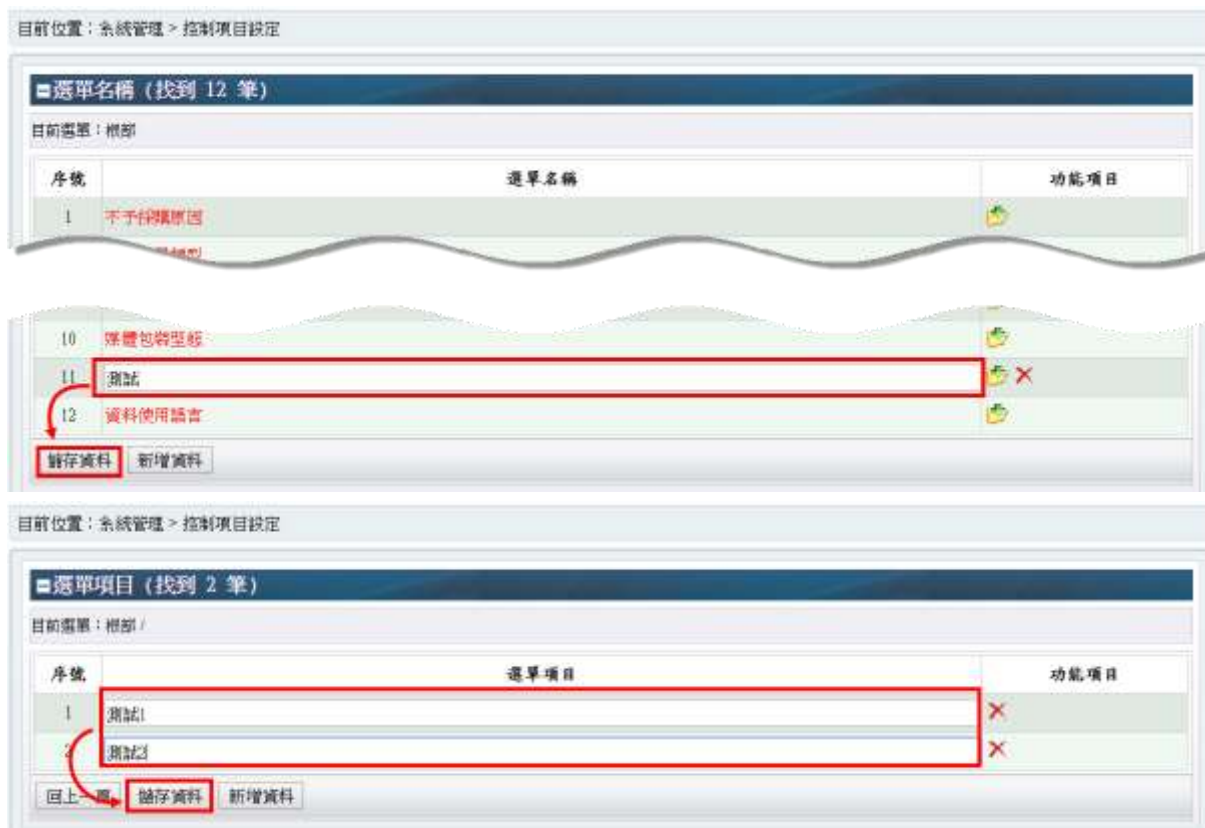 目前位置：系統管理 > 控制項目設定
選單名稱 (找到 12 筆)
目前選單：根部
序號 選單名稱 功能項目
1 不予採購原因
10 媒體包裝型態
11 測試
12 資料使用語言
儲存資料 新增資料
目前位置：系統管理 > 控制項目設定
選單項目 (找到 2 筆)
目前選單：根部 /
序號 選單項目 功能項目
1 測試1
2 測試2
回上一頁 儲存資料 新增資料